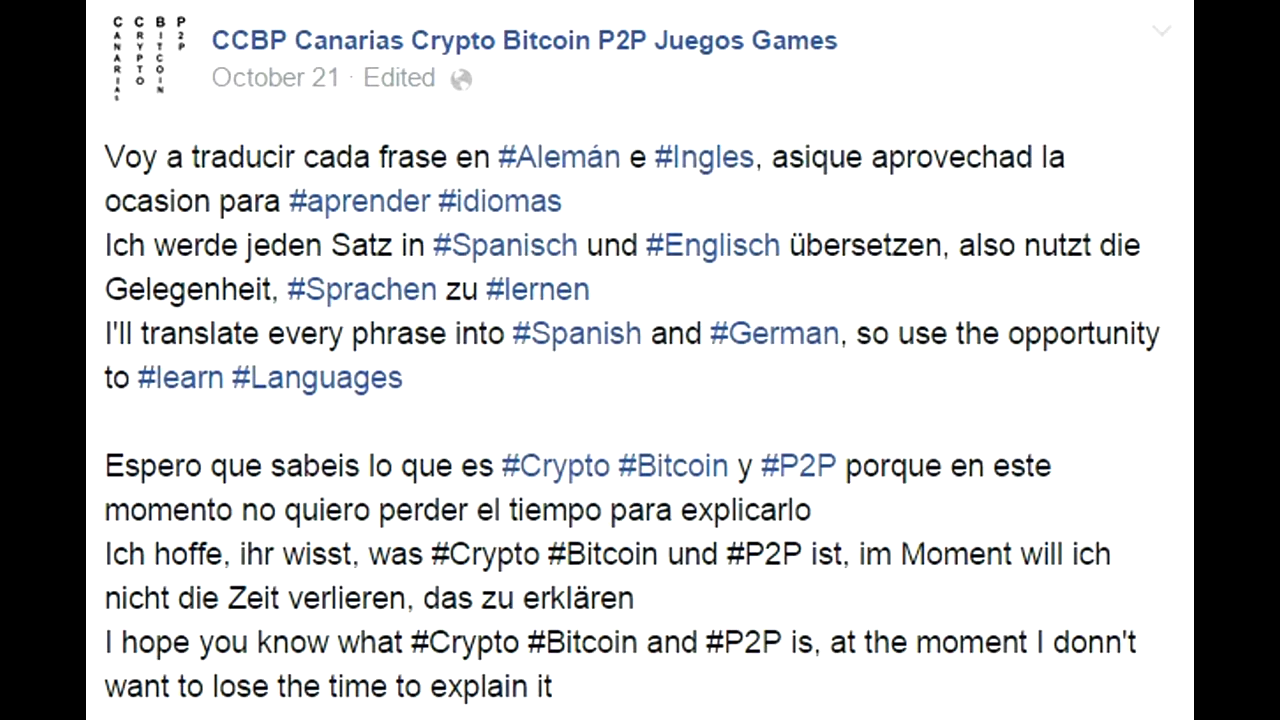 CANARIAS CRYPTO BITCOIN P2P
CCBP Canarias Crypto Bitcoin P2P Juegos Games
October 21 · Edited
Voy a traducir cada frase en #Alemán e #Ingles, asique aprovechad la
ocasion para #aprender #idiomas
Ich werde jeden Satz in #Spanisch und #Englisch übersetzen, also nutzt die
Gelegenheit, #Sprachen zu #lernen
I'll translate every phrase into #Spanish and #German, so use the opportunity
to #learn #Languages
Espero que sabeis lo que es #Crypto #Bitcoin y #P2P porque en este
momento no quiero perder el tiempo para explicarlo
Ich hoffe, ihr wisst, was #Crypto #Bitcoin und #P2P ist, im Moment will ich
nicht die Zeit verlieren, das zu erklären
I hope you know what #Crypto #Bitcoin and #P2P is, at the moment I donn't
want to lose the time to explain it